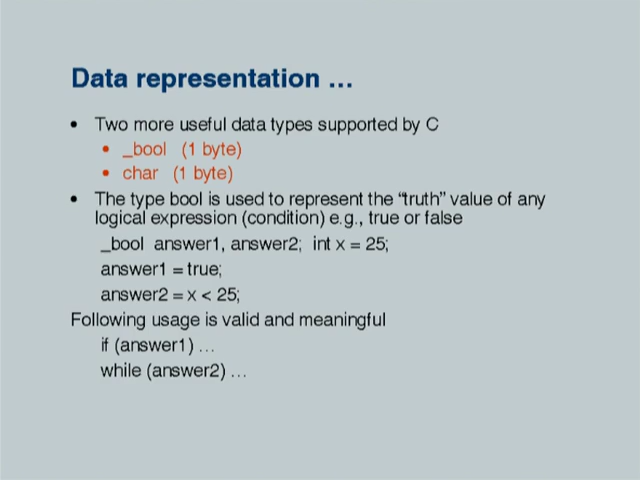 Data representation ...
• Two more useful data types supported by C
• _bool (1 byte)
• char (1 byte)
• The type bool is used to represent the “truth” value of any
logical expression (condition) e.g., true or false
_bool answer1, answer2; int x = 25;
answer1 = true;
answer2 = x < 25;
Following usage is valid and meaningful
if (answer1) ...
while (answer2) ...